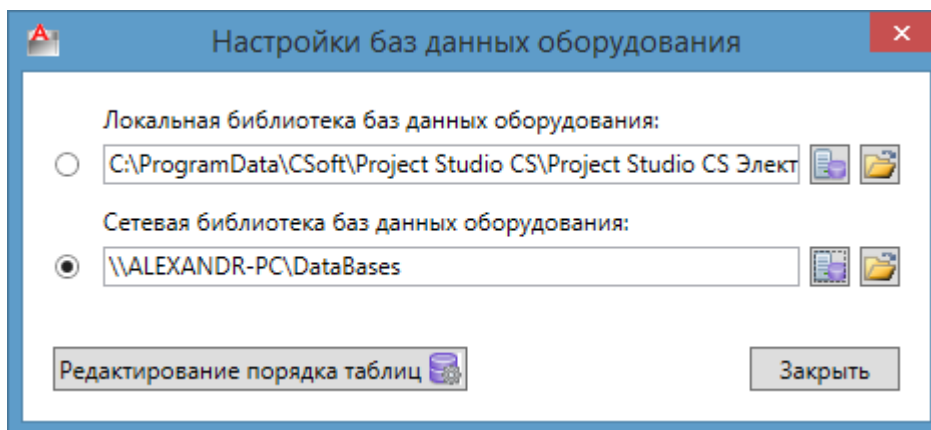 Настройки баз данных оборудования
Локальная библиотека баз данных оборудования:
C:\ProgramData\CSoft\Project Studio CS\Project Studio CS Элект
Сетевая библиотека баз данных оборудования:
\\ALEXANDR-PC\DataBases
Редактирование порядка таблиц
Закрыть